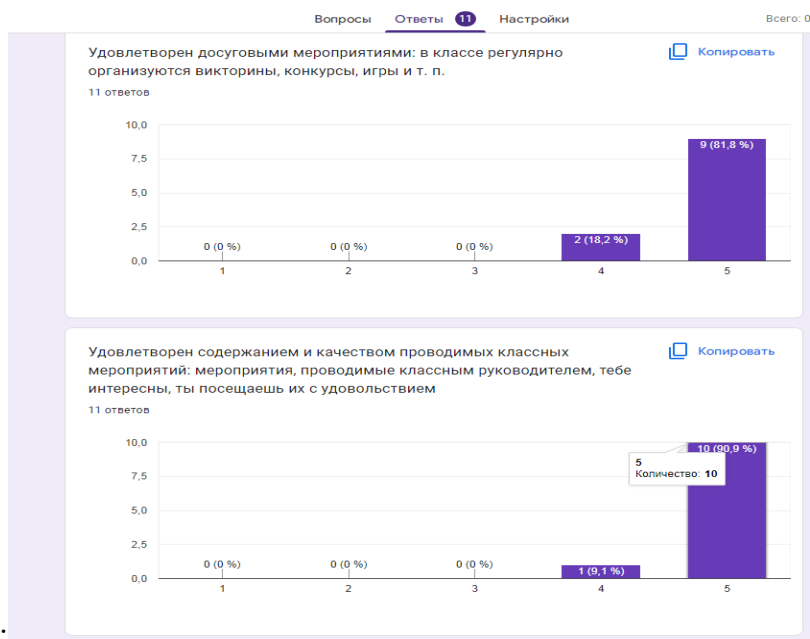 Вопросы Ответы 11 Настройки Всего: 0
Удовлетворен досуговыми мероприятиями: в классе регулярно
организуются викторины, конкурсы, игры и т. п.
Копировать
11 ответов
10,0
7,5
5,0
2,5
0,0
0 (0 %) 0 (0 %) 0 (0 %) 2 (18,2 %) 9 (81,8 %)
1 2 3 4 5
Удовлетворен содержанием и качеством проводимых классных
мероприятий: мероприятия, проводимые классным руководителем, тебе
интересны, ты посещаешь их с удовольствием
Копировать
11 ответов
10,0
7,5
5,0
2,5
0,0
0 (0 %) 0 (0 %) 0 (0 %) 1 (9,1 %) 10 (90,9 %)
5
Количество: 10
1 2 3 4 5